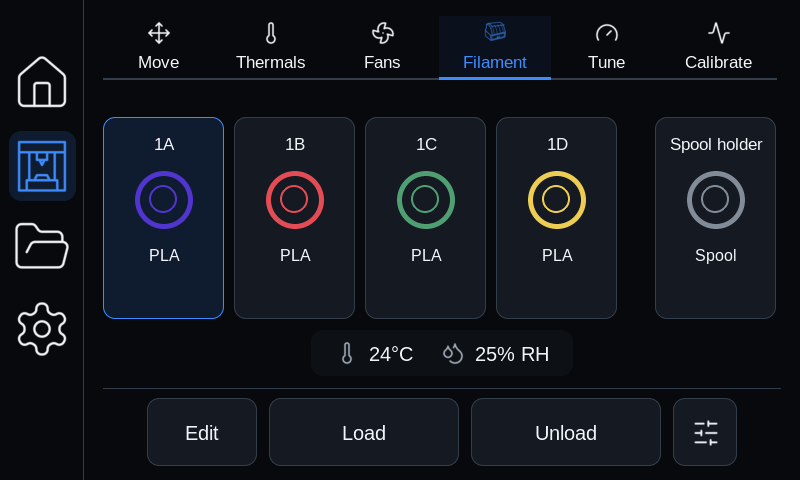 Move
Thermals
Fans
Filament
Tune
Calibrate
1A
1B
1C
1D
Spool holder
PLA
PLA
PLA
PLA
Spool
24°C
25% RH
Edit
Load
Unload